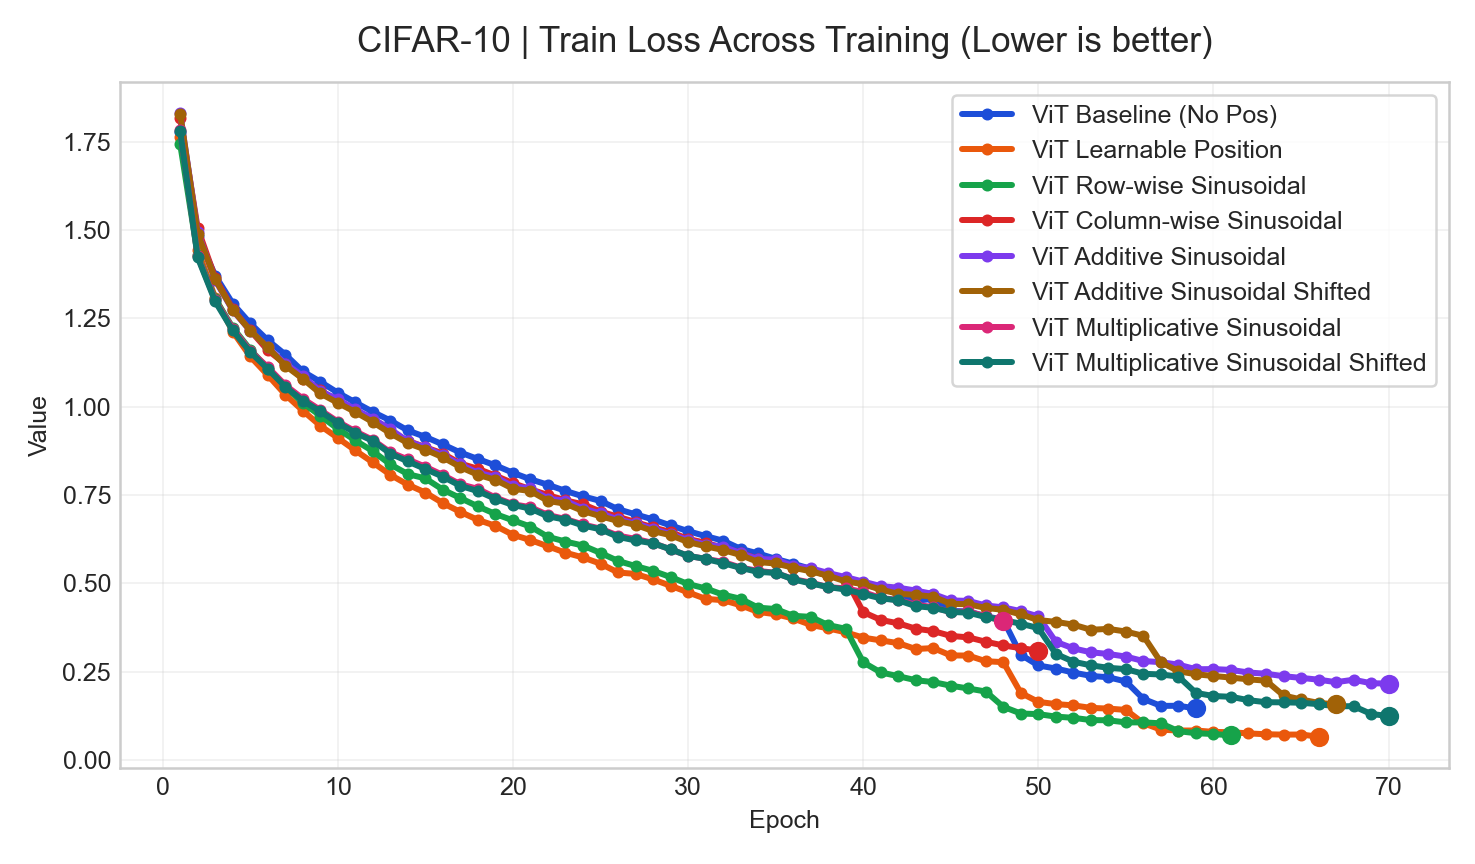 CIFAR-10 | Train Loss Across Training (Lower is better)
ViT Baseline (No Pos)
ViT Learnable Position
ViT Row-wise Sinusoidal
ViT Column-wise Sinusoidal
ViT Additive Sinusoidal
ViT Additive Sinusoidal Shifted
ViT Multiplicative Sinusoidal
ViT Multiplicative Sinusoidal Shifted
Value
1.75
1.50
1.25
1.00
0.75
0.50
0.25
0.00
0 10 20 30 40 50 60 70
Epoch